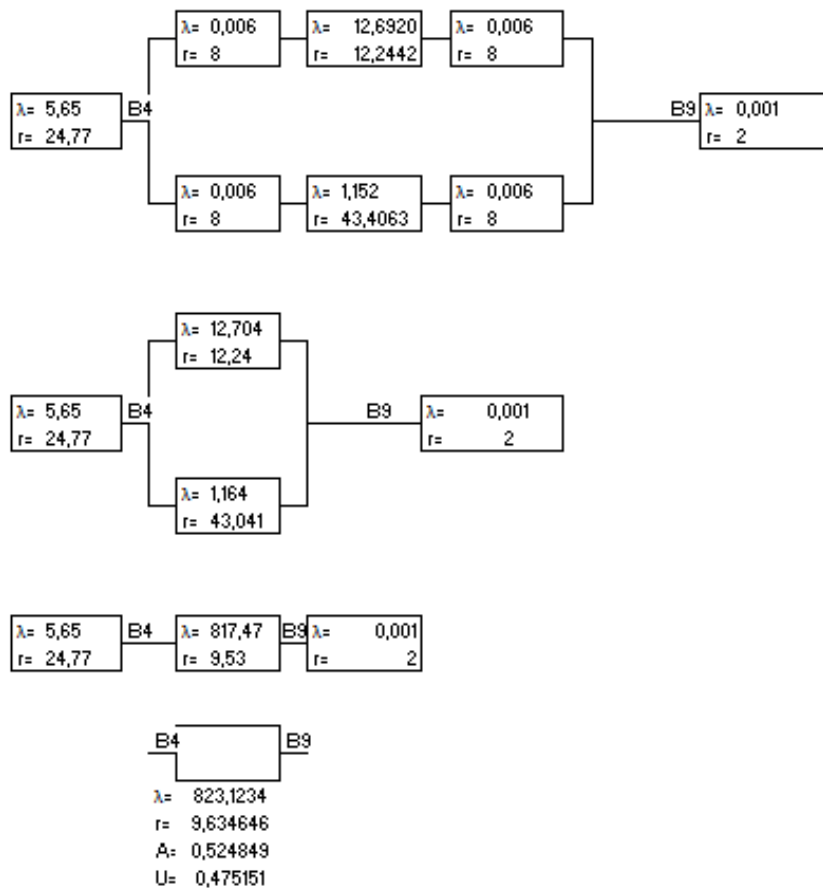 λ= 0,006
r= 8
λ= 12,6920
r= 12,2442
λ= 0,006
r= 8
λ= 5,65
r= 24,77
B4
B9
λ= 0,001
r= 2
λ= 0,006
r= 8
λ= 1,152
r= 43,4063
λ= 0,006
r= 8
λ= 12,704
r= 12,24
λ= 5,65
r= 24,77
B4
B9
λ= 0,001
r= 2
λ= 1,164
r= 43,041
λ= 5,65
r= 24,77
B4
λ= 817,47
r= 9,53
B9
λ= 0,001
r= 2
B4
B9
λ= 823,1234
r= 9,634646
A= 0,524849
U= 0,475151